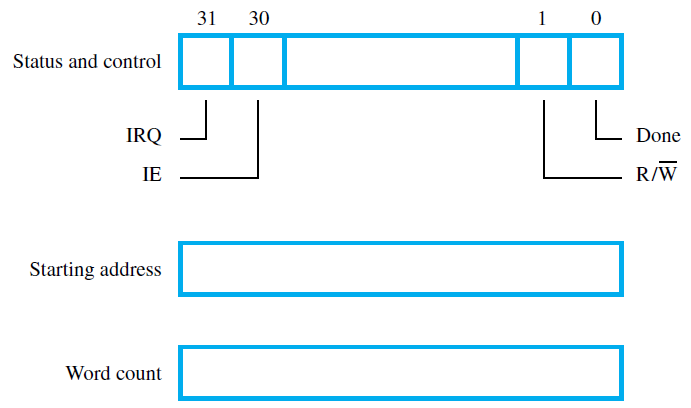 31 30 1 0
Status and control
IRQ Done
IE R/W̅
Starting address
Word count